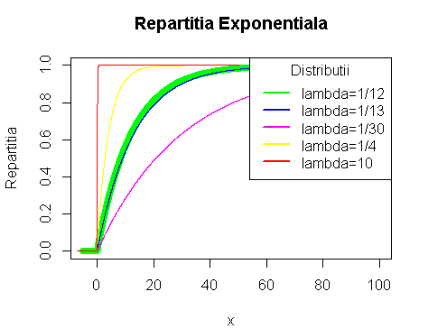 Repartitia Exponentiala
Repartitia
1.0
0.8
0.6
0.4
0.2
0.0
Distributii
lambda=1/12
lambda=1/13
lambda=1/30
lambda=1/4
lambda=10
0 20 40 60 80 100
x